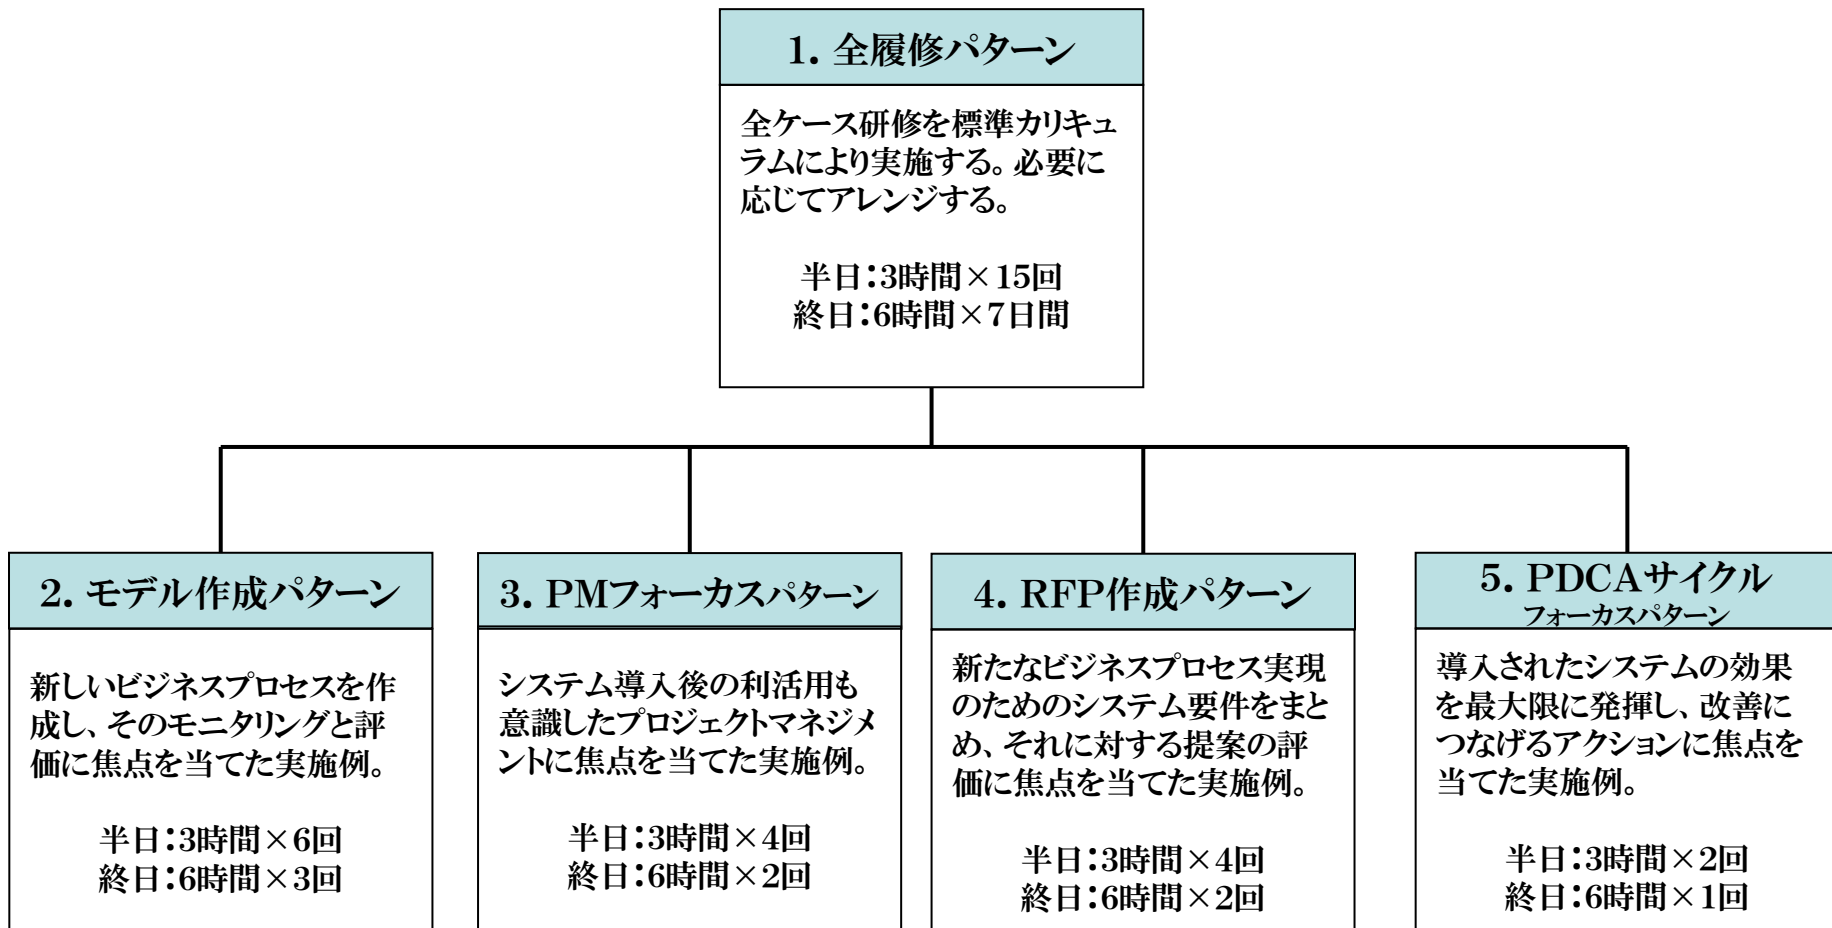 1. 全履修パターン
全ケース研修を標準カリキュ
ラムにより実施する。必要に
応じてアレンジする。
半日:3時間×15回
終日:6時間×7日間
2. モデル作成パターン
新しいビジネスプロセスを作
成し、そのモニタリングと評
価に焦点を当てた実施例。
半日:3時間×6回
終日:6時間×3回
3. PMフォーカスパターン
システム導入後の利活用も
意識したプロジェクトマネジメ
ントに焦点を当てた実施例。
半日:3時間×4回
終日:6時間×2回
4. RFP作成パターン
新たなビジネスプロセス実現
のためのシステム要件をまと
め、それに対する提案の評
価に焦点を当てた実施例。
半日:3時間×4回
終日:6時間×2回
5. PDCAサイクル
フォーカスパターン
導入されたシステムの効果
を最大限に発揮し、改善に
つなげるアクションに焦点を
当てた実施例。
半日:3時間×2回
終日:6時間×1回